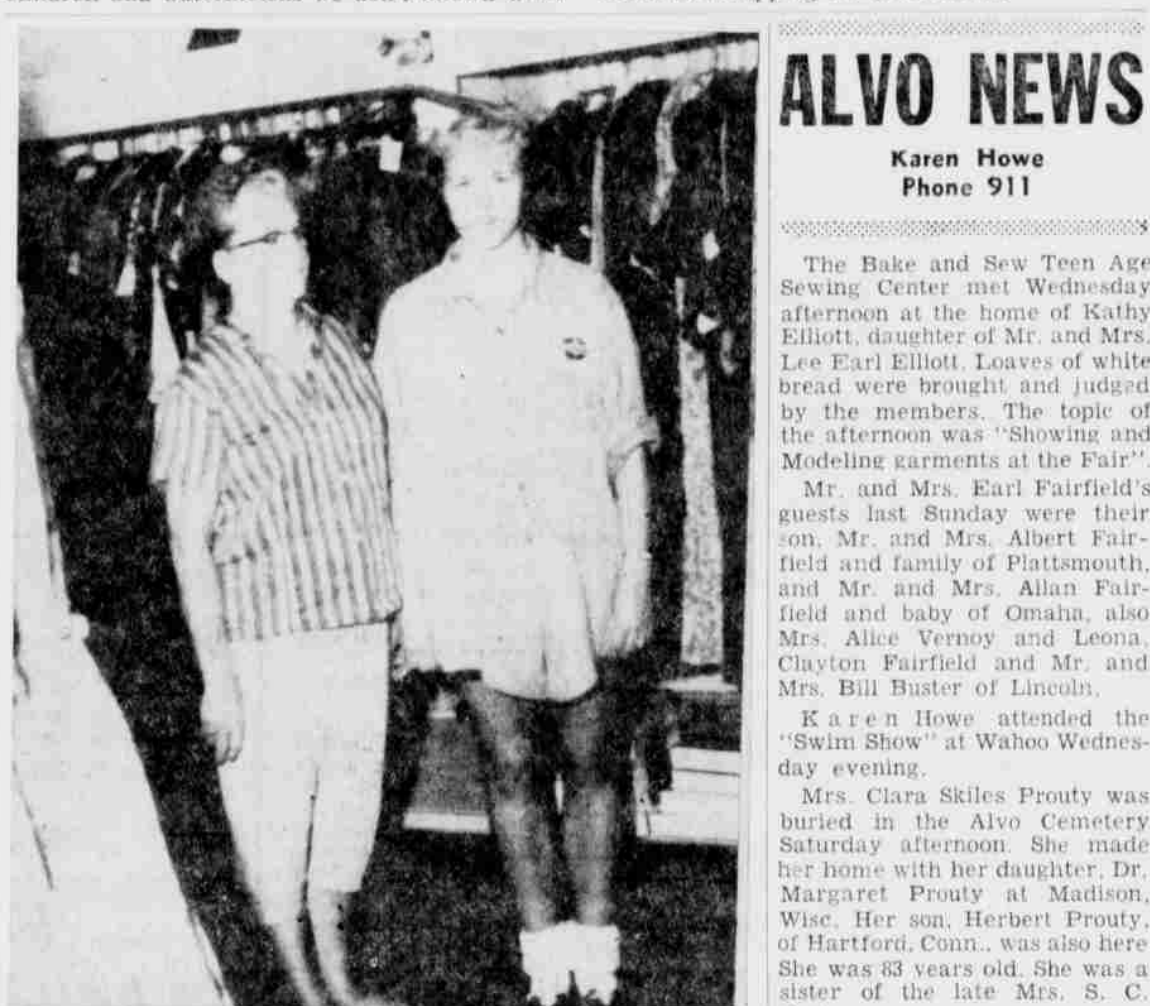 ALVO NEWS
Karen Howe
Phone 911
The Bake and Sew Teen Age
Sewing Center met Wednesday
afternoon at the home of Kathy
Elliott, daughter of Mr. and Mrs.
Lee Earl Elliott. Loaves of white
bread were brought and judged
by the members. The topic of
the afternoon was "Showing and
Modeling garments at the Fair".
Mr. and Mrs. Earl Fairfield's
guests last Sunday were their
son, Mr. and Mrs. Albert Fair-
field and family of Plattsmouth,
and Mr. and Mrs. Allan Fair-
field and baby of Omaha, also
Mrs. Alice Vernoy and Leona,
Clayton Fairfield and Mr. and
Mrs. Bill Buster of Lincoln.
Karen Howe attended the
"Swim Show" at Wahoo Wednes-
day evening.
Mrs. Clara Skiles Prouty was
buried in the Alvo Cemetery
Saturday afternoon. She made
her home with her daughter, Dr.
Margaret Prouty at Madison,
Wisc. Her son, Herbert Prouty,
of Hartford, Conn., was also here
She was 83 years old. She was a
sister of the late Mrs. S. C.